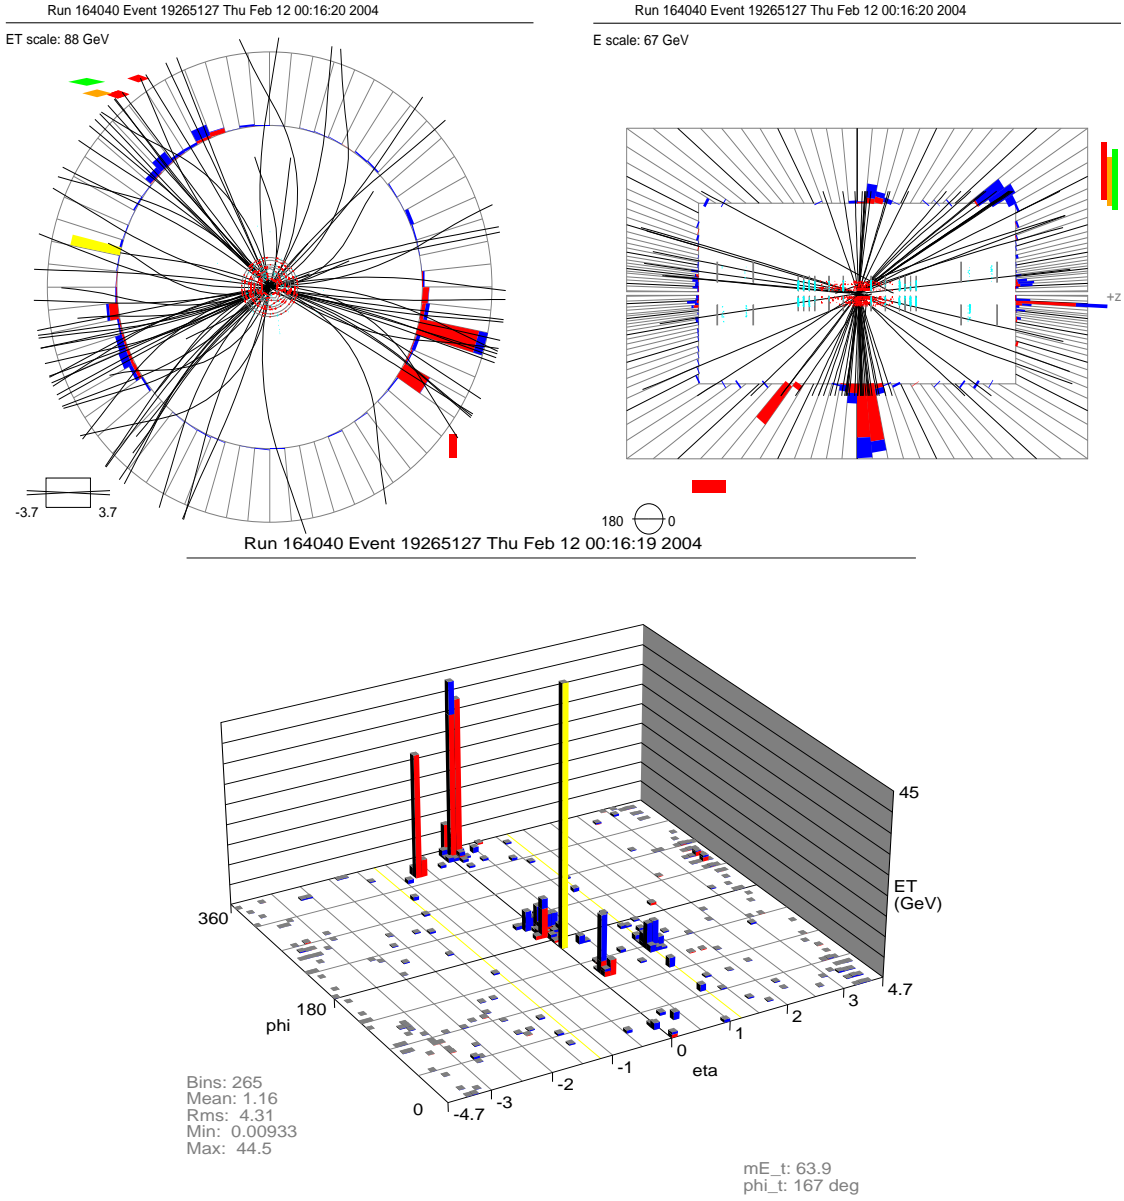 Run 164040 Event 19265127 Thu Feb 12 00:16:20 2004
ET scale: 88 GeV
-3.7 3.7
Run 164040 Event 19265127 Thu Feb 12 00:16:20 2004
E scale: 67 GeV
+z
180 0
Run 164040 Event 19265127 Thu Feb 12 00:16:19 2004
45
ET
(GeV)
360
180
phi
0
-4.7
-3
-2
-1
0
1
2
3
4.7
eta
Bins: 265
Mean: 1.16
Rms: 4.31
Min: 0.00933
Max: 44.5
mE_t: 63.9
phi_t: 167 deg